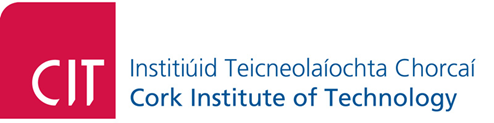 CIT
Institiúid Teicneolaíochta Chorcaí
Cork Institute of Technology